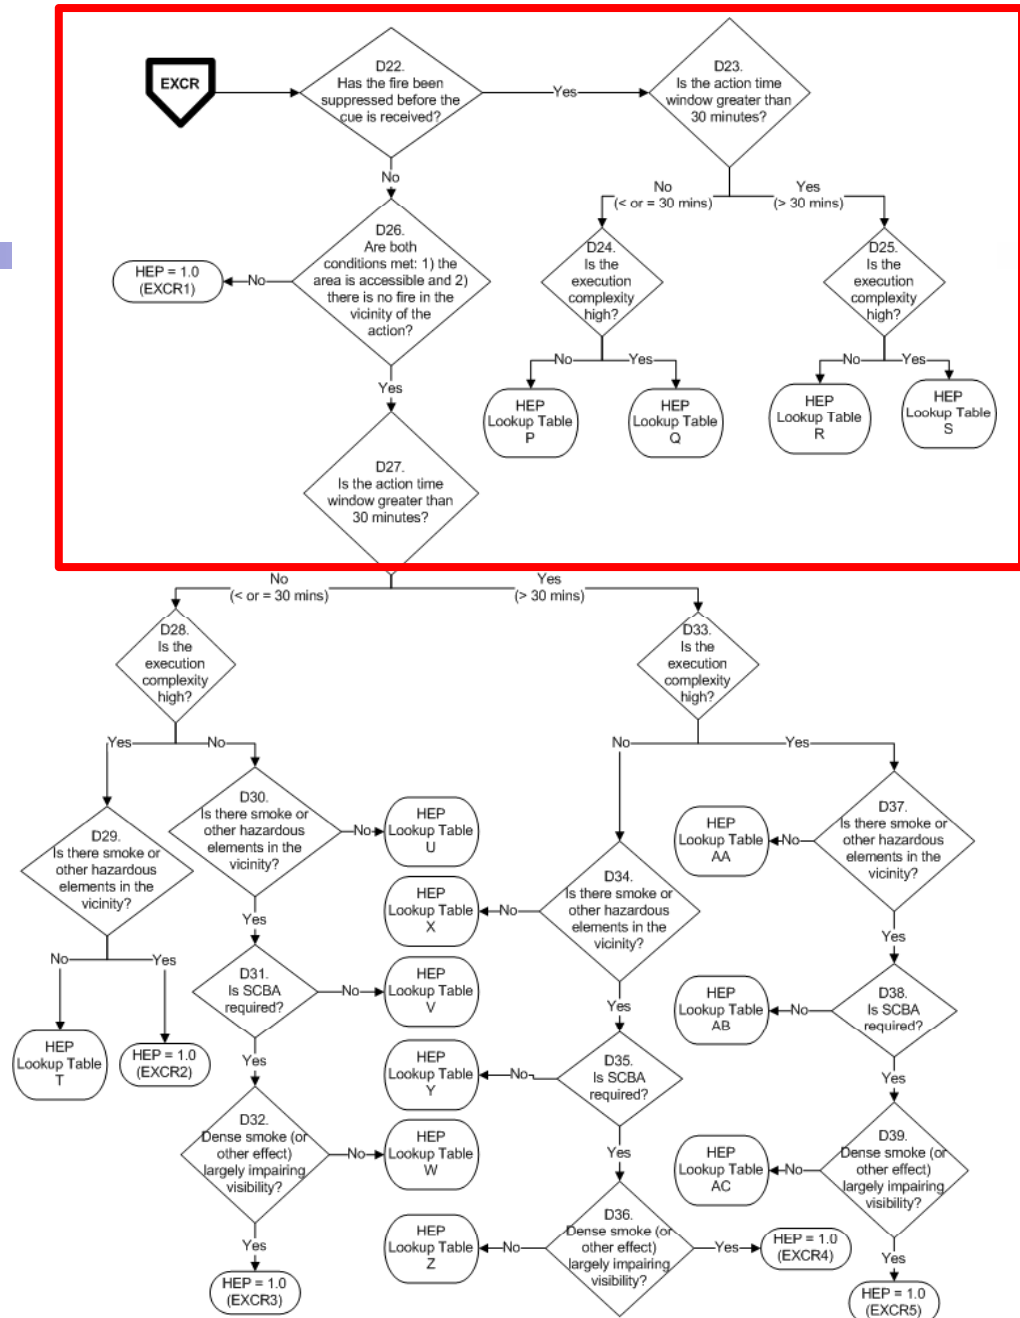 EXCR
D22.
Has the fire been
suppressed before the
cue is received?
Yes
D23.
Is the action time
window greater than
30 minutes?
No
No
(< or = 30 mins)
Yes
(> 30 mins)
D26.
Are both
conditions met: 1) the
area is accessible and 2)
there is no fire in the
vicinity of the
action?
No
HEP = 1.0
(EXCR1)
D24.
Is the
execution
complexity
high?
D25.
Is the
execution
complexity
high?
No
Yes
No
Yes
HEP
Lookup Table
P
HEP
Lookup Table
Q
HEP
Lookup Table
R
HEP
Lookup Table
S
Yes
D27.
Is the action time
window greater than
30 minutes?
No
(< or = 30 mins)
Yes
(> 30 mins)
D28.
Is the
execution
complexity
high?
D33.
Is the
execution
complexity
high?
Yes
No
No
Yes
D29.
Is there smoke or
other hazardous
elements in the
vicinity?
D30.
Is there smoke or
other hazardous
elements in the
vicinity?
No
HEP
Lookup Table
U
D34.
Is there smoke or
other hazardous
elements in the
vicinity?
No
HEP
Lookup Table
X
D37.
Is there smoke or
other hazardous
elements in the
vicinity?
No
HEP
Lookup Table
AA
No
Yes
HEP
Lookup Table
T
HEP = 1.0
(EXCR2)
Yes
D31.
Is SCBA
required?
No
HEP
Lookup Table
V
Yes
D35.
Is SCBA
required?
No
HEP
Lookup Table
Y
Yes
D38.
Is SCBA
required?
No
HEP
Lookup Table
AB
Yes
D32.
Dense smoke (or
other effect)
largely impairing
visibility?
No
HEP
Lookup Table
W
Yes
HEP = 1.0
(EXCR3)
Yes
D36.
Dense smoke (or
other effect)
largely impairing
visibility?
No
HEP
Lookup Table
Z
Yes
HEP = 1.0
(EXCR4)
Yes
D39.
Dense smoke (or
other effect)
largely impairing
visibility?
No
HEP
Lookup Table
AC
Yes
HEP = 1.0
(EXCR5)